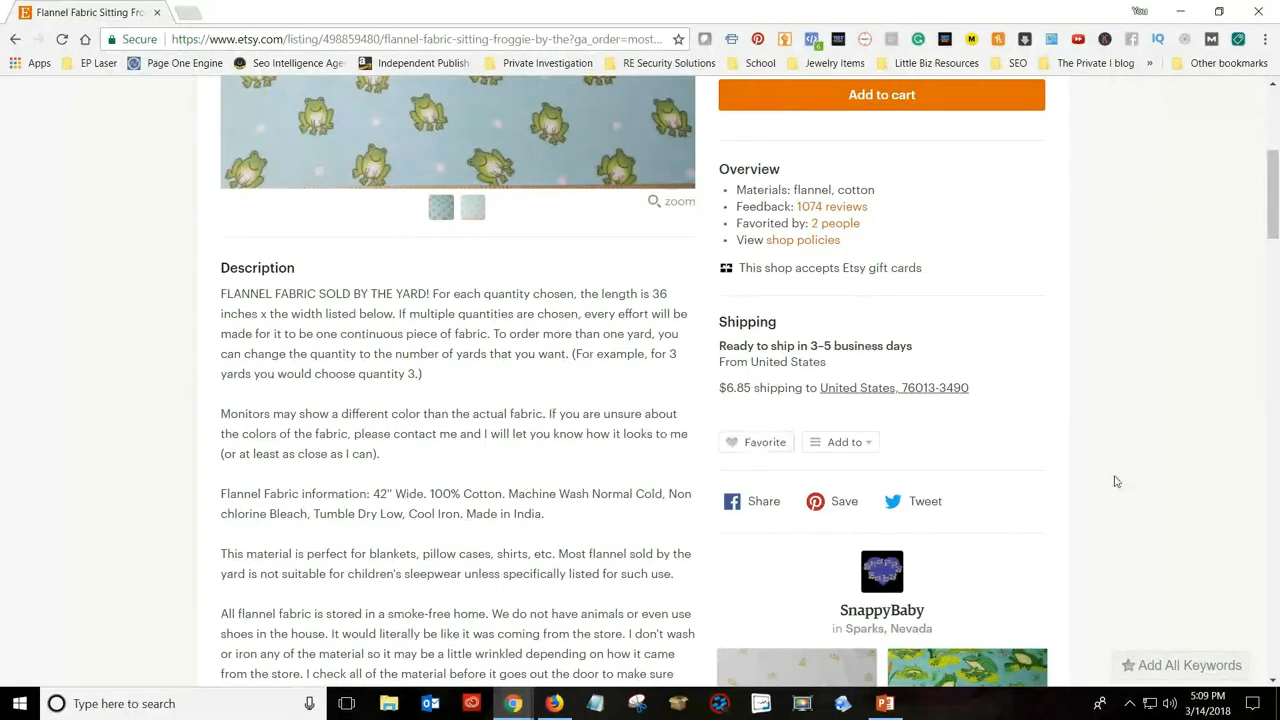 Flannel Fabric Sitting Fro
You
Secure
https://www.etsy.com/listing/498859480/flannel-fabric-sitting-froggie-by-the?ga_order=most...
Apps
EP Laser
Page One Engine
Seo Intelligence Age
Independent Publish
Private Investigation
RE Security Solutions
School
Jewelry Items
Little Biz Resources
SEO
The Private I blog
»
Other bookmarks
Add to cart
zoom
Overview
• Materials: flannel, cotton
• Feedback: 1074 reviews
• Favorited by: 2 people
• View shop policies
This shop accepts Etsy gift cards
Description
FLANNEL FABRIC SOLD BY THE YARD! For each quantity chosen, the length is 36
inches x the width listed below. If multiple quantities are chosen, every effort will be
made for it to be one continuous piece of fabric. To order more than one yard, you
can change the quantity to the number of yards that you want. (For example, for 3
yards you would choose quantity 3.)
Monitors may show a different color than the actual fabric. If you are unsure about
the colors of the fabric, please contact me and I will let you know how it looks to me
(or at least as close as I can).
Flannel Fabric information: 42'' Wide. 100% Cotton. Machine Wash Normal Cold, Non
chlorine Bleach, Tumble Dry Low, Cool Iron. Made in India.
This material is perfect for blankets, pillow cases, shirts, etc. Most flannel sold by the
yard is not suitable for children's sleepwear unless specifically listed for such use.
All flannel fabric is stored in a smoke-free home. We do not have animals or even use
shoes in the house. It would literally be like it was coming from the store. I don't wash
or iron any of the material so it may be a little wrinkled depending on how it came
from the store. I check all of the material before it goes out the door to make sure
Shipping
Ready to ship in 3–5 business days
From United States
$6.85 shipping to United States, 76013-3490
Favorite
Add to
Share
Save
Tweet
SnappyBaby
in Sparks, Nevada
Add All Keywords
Type here to search
5:09 PM
3/14/2018